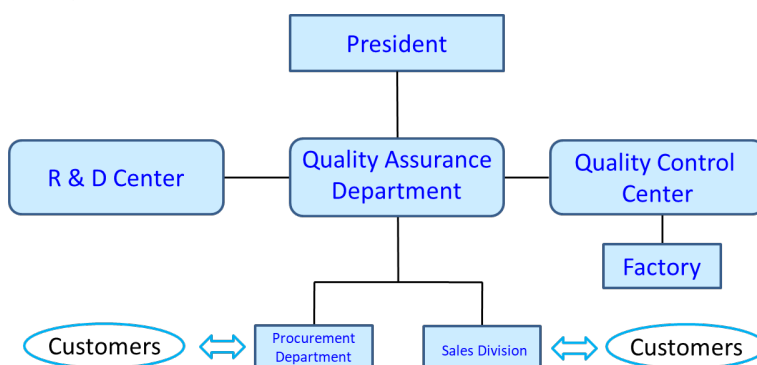 President
R & D Center
Quality Assurance
Department
Quality Control
Center
Factory
Customers
Procurement
Department
Sales Division
Customers